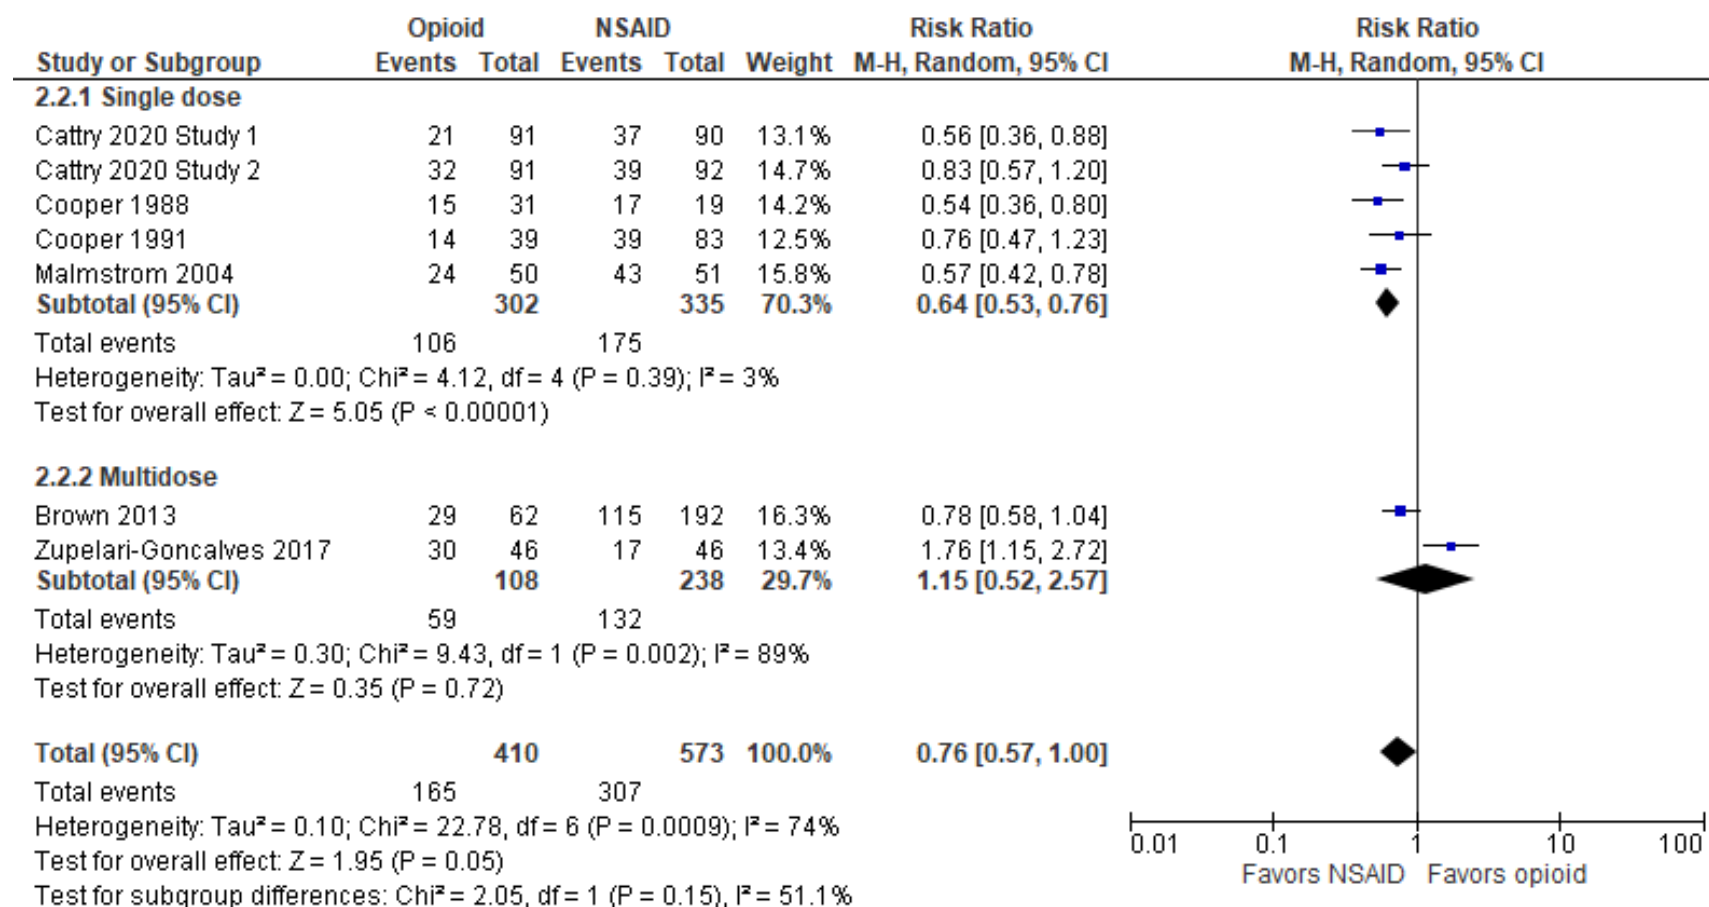 Opioid NSAID Risk Ratio Risk Ratio
Study or Subgroup Events Total Events Total Weight M-H, Random, 95% CI M-H, Random, 95% CI
2.2.1 Single dose
Cattry 2020 Study 1 21 91 37 90 13.1% 0.56 [0.36, 0.88]
Cattry 2020 Study 2 32 91 39 92 14.7% 0.83 [0.57, 1.20]
Cooper 1988 15 31 17 19 14.2% 0.54 [0.36, 0.80]
Cooper 1991 14 39 39 83 12.5% 0.76 [0.47, 1.23]
Malmstrom 2004 24 50 43 51 15.8% 0.57 [0.42, 0.78]
Subtotal (95% CI) 302 335 70.3% 0.64 [0.53, 0.76]
Total events 106 175
Heterogeneity: Tau² = 0.00; Chi² = 4.12, df = 4 (P = 0.39); I² = 3%
Test for overall effect: Z = 5.05 (P < 0.00001)
2.2.2 Multidose
Brown 2013 29 62 115 192 16.3% 0.78 [0.58, 1.04]
Zupelari-Goncalves 2017 30 46 17 46 13.4% 1.76 [1.15, 2.72]
Subtotal (95% CI) 108 238 29.7% 1.15 [0.52, 2.57]
Total events 59 132
Heterogeneity: Tau² = 0.30; Chi² = 9.43, df = 1 (P = 0.002); I² = 89%
Test for overall effect: Z = 0.35 (P = 0.72)
Total (95% CI) 410 573 100.0% 0.76 [0.57, 1.00]
Total events 165 307
Heterogeneity: Tau² = 0.10; Chi² = 22.78, df = 6 (P = 0.0009); I² = 74%
Test for overall effect: Z = 1.95 (P = 0.05)
Test for subgroup differences: Chi² = 2.05, df = 1 (P = 0.15), I² = 51.1%
0.01 0.1 1 10 100
Favors NSAID Favors opioid